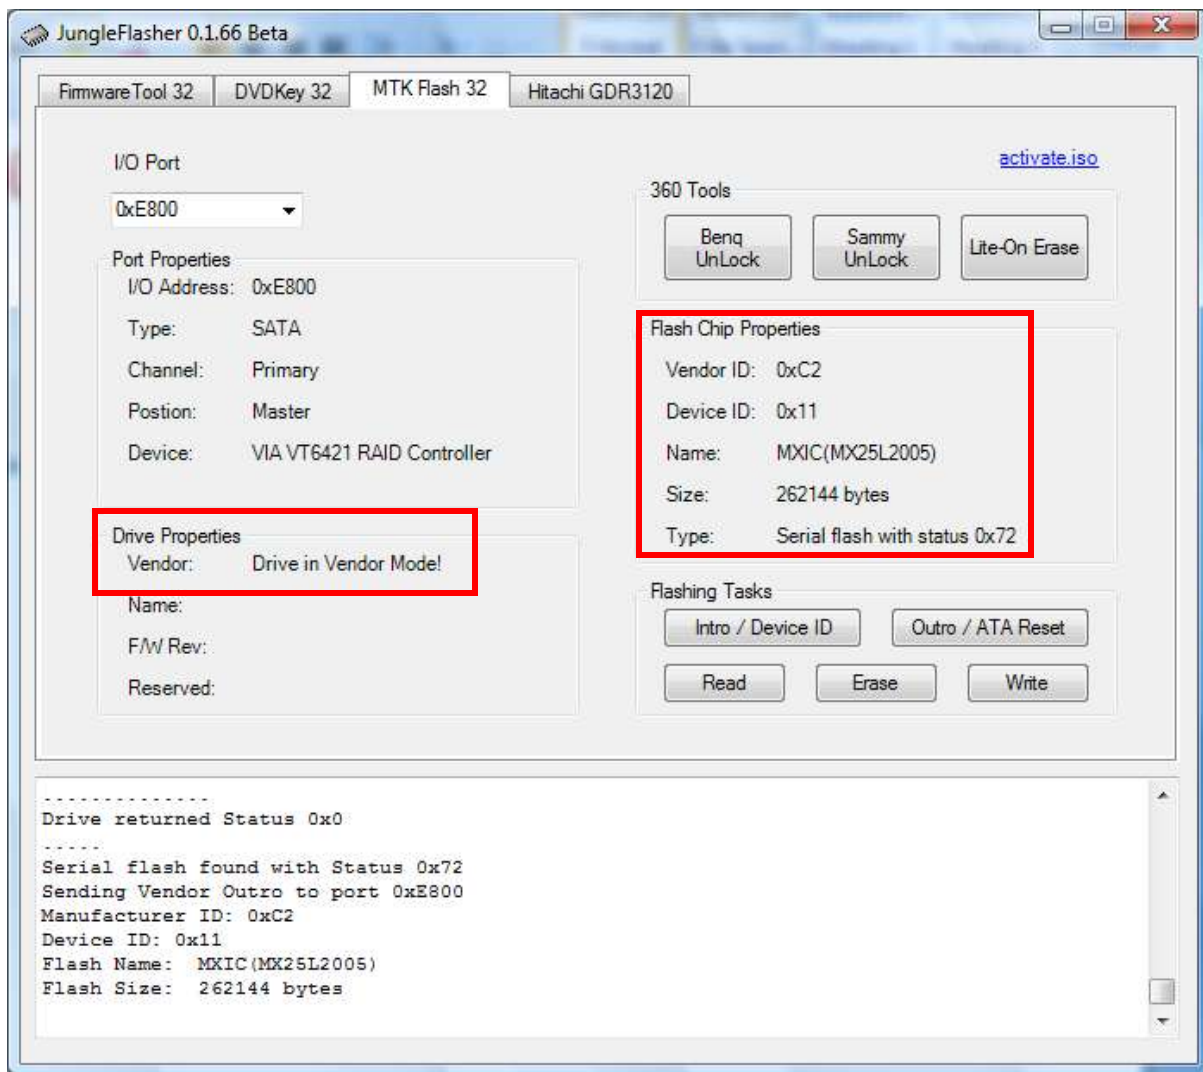 JungleFlasher 0.1.66 Beta
FirmwareTool 32
DVDKey 32
MTK Flash 32
Hitachi GDR3120
I/O Port
0xE800
Port Properties
I/O Address: 0xE800
Type: SATA
Channel: Primary
Postion: Master
Device: VIA VT6421 RAID Controller
Drive Properties
Vendor: Drive in Vendor Mode!
Name:
F/W Rev:
Reserved:
activate.iso
360 Tools
Benq
UnLock
Sammy
UnLock
Lite-On Erase
Flash Chip Properties
Vendor ID: 0xC2
Device ID: 0x11
Name: MXIC(MX25L2005)
Size: 262144 bytes
Type: Serial flash with status 0x72
Flashing Tasks
Intro / Device ID
Outro / ATA Reset
Read
Erase
Write
..............
Drive returned Status 0x0
.....
Serial flash found with Status 0x72
Sending Vendor Outro to port 0xE800
Manufacturer ID: 0xC2
Device ID: 0x11
Flash Name: MXIC(MX25L2005)
Flash Size: 262144 bytes